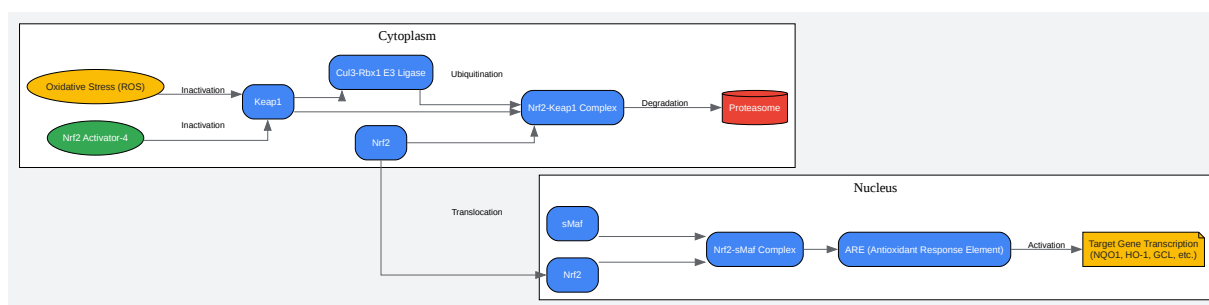 Cytoplasm
Oxidative Stress (ROS)
Inactivation
Keap1
Cul3-Rbx1 E3 Ligase
Ubiquitination
Nrf2-Keap1 Complex
Degradation
Proteasome
Nrf2 Activator-4
Inactivation
Nrf2
Translocation
Nucleus
sMaf
Nrf2
Nrf2-sMaf Complex
ARE (Antioxidant Response Element)
Activation
Target Gene Transcription
(NQO1, HO-1, GCL, etc.)